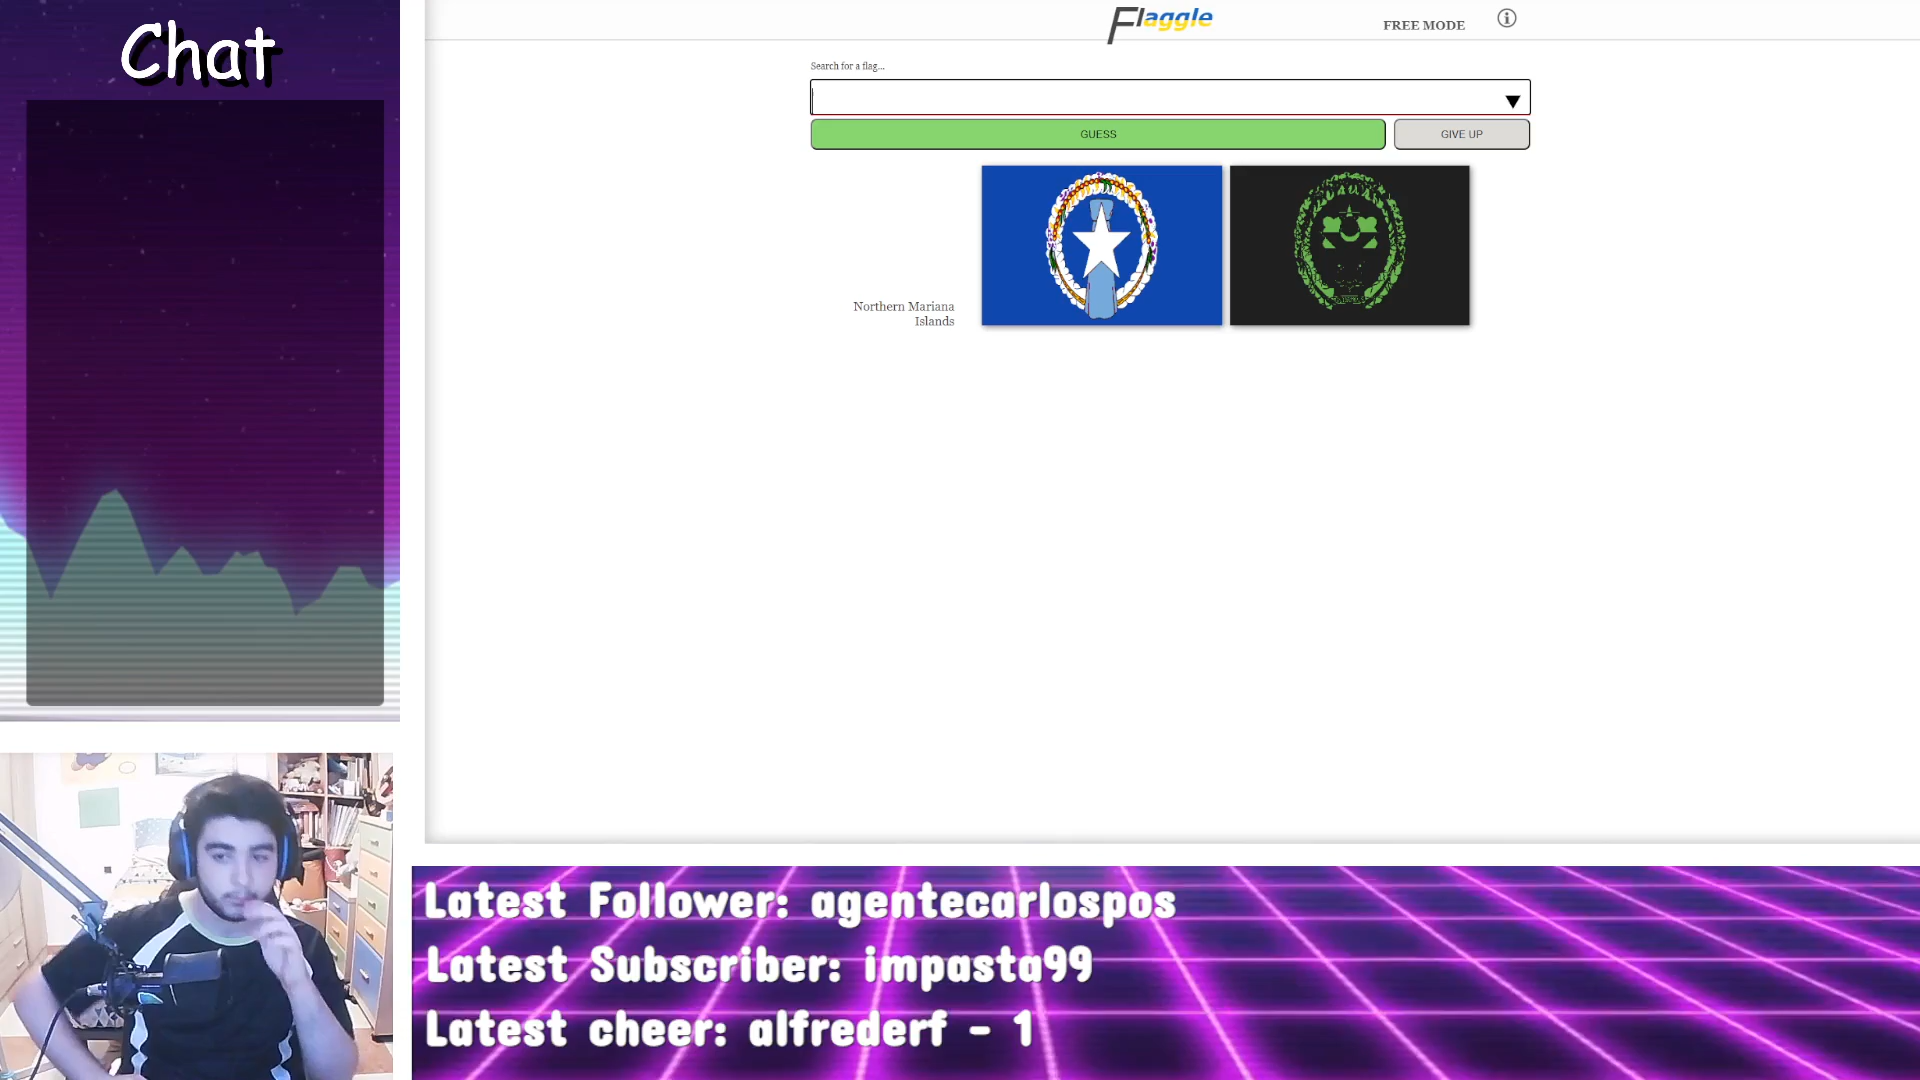 Chat
Flaggle
FREE MODE
Search for a flag...
GUESS
GIVE UP
Northern Mariana
Islands
Latest Follower: agentecarlospos
Latest Subscriber: impasta99
Latest cheer: alfrederf - 1